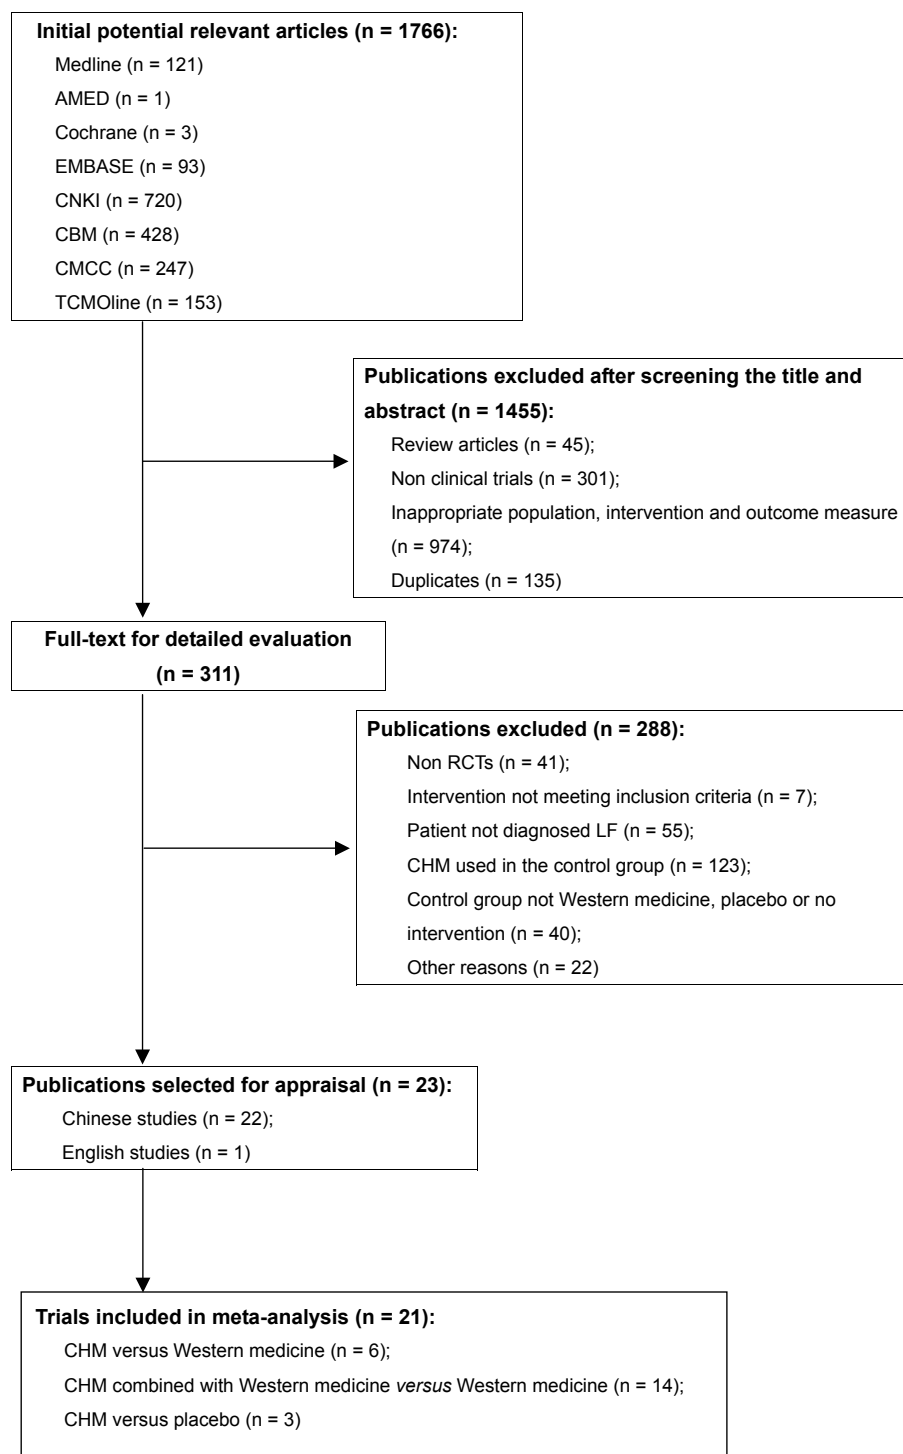 Initial potential relevant articles (n = 1766):
Medline (n = 121)
AMED (n = 1)
Cochrane (n = 3)
EMBASE (n = 93)
CNKI (n = 720)
CBM (n = 428)
CMCC (n = 247)
TCMOline (n = 153)
Publications excluded after screening the title and
abstract (n = 1455):
Review articles (n = 45);
Non clinical trials (n = 301);
Inappropriate population, intervention and outcome measure
(n = 974);
Duplicates (n = 135)
Full-text for detailed evaluation
(n = 311)
Publications excluded (n = 288):
Non RCTs (n = 41);
Intervention not meeting inclusion criteria (n = 7);
Patient not diagnosed LF (n = 55);
CHM used in the control group (n = 123);
Control group not Western medicine, placebo or no
intervention (n = 40);
Other reasons (n = 22)
Publications selected for appraisal (n = 23):
Chinese studies (n = 22);
English studies (n = 1)
Trials included in meta-analysis (n = 21):
CHM versus Western medicine (n = 6);
CHM combined with Western medicine versus Western medicine (n = 14);
CHM versus placebo (n = 3)